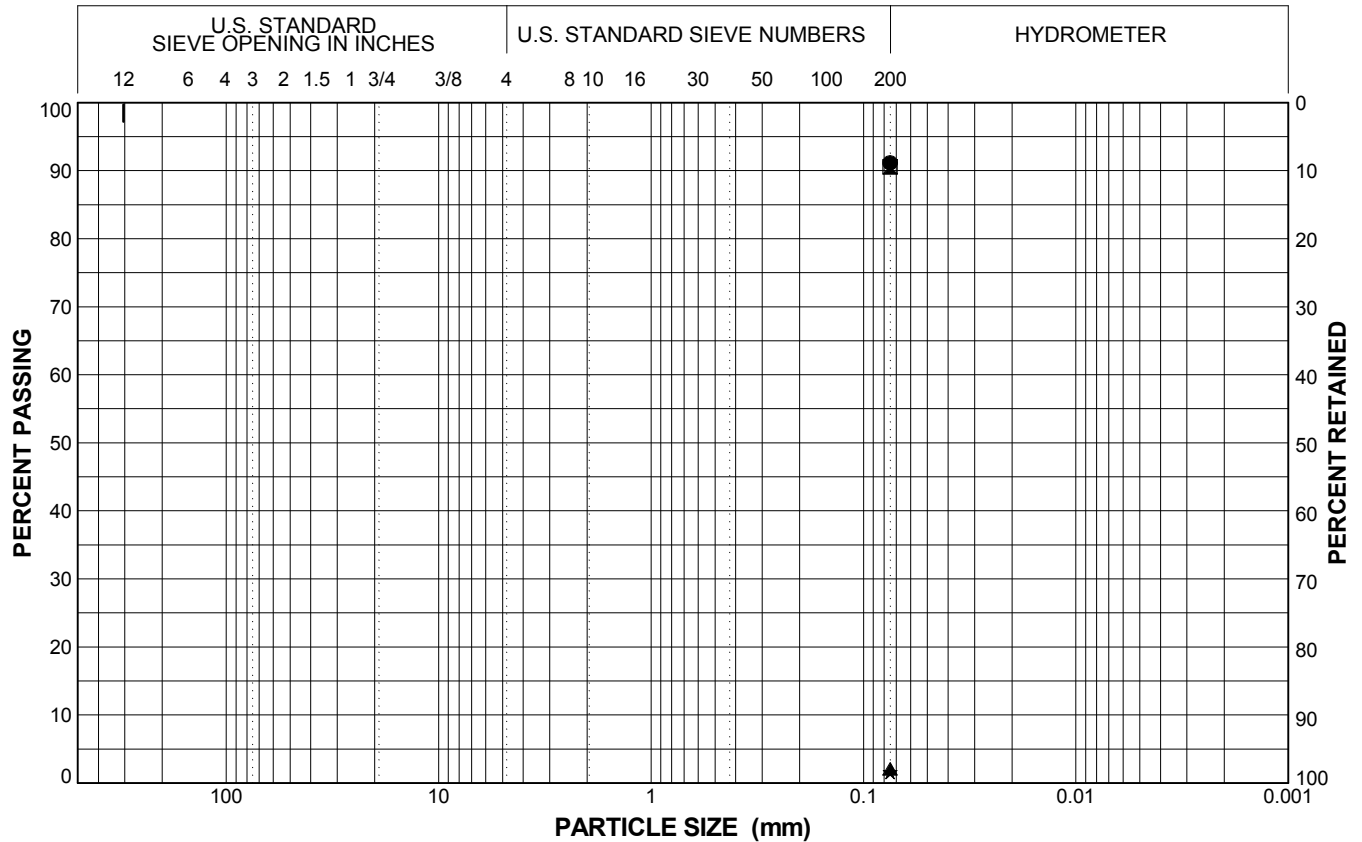 U.S. STANDARD
SIEVE OPENING IN INCHES
U.S. STANDARD SIEVE NUMBERS
HYDROMETER
12 6 4 3 2 1.5 1 3/4 3/8 4 8 10 16 30 50 100 200
100 0
90 10
80 20
70 30
60 40
50 50
40 60
30 70
20 80
10 90
0 100
PERCENT PASSING
PERCENT RETAINED
100 10 1 0.1 0.01 0.001
PARTICLE SIZE (mm)